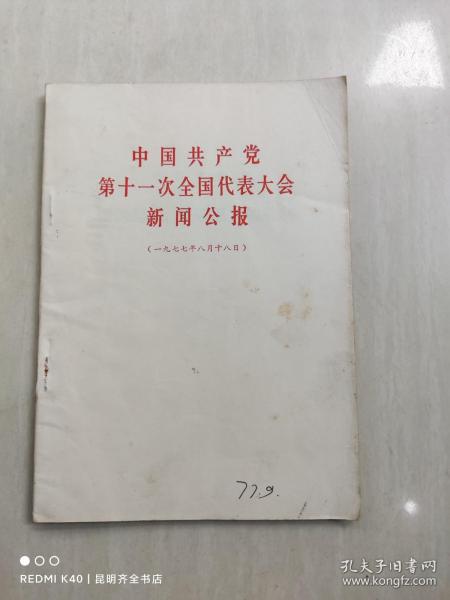 中国共产党
第十一次全国代表大会
新闻公报
(一九七七年八月十八日)
77.9.
REDMI K40 | 昆明齐全书店
孔夫子旧书网
www.kongfz.com